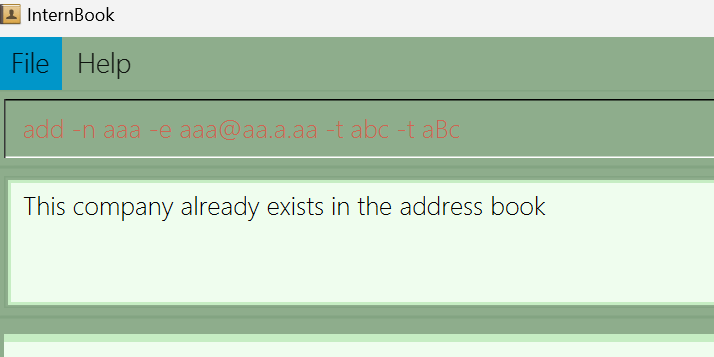 InternBook
File Help
add -n aaa -e aaa@aa.a.aa -t abc -t aBc
This company already exists in the address book